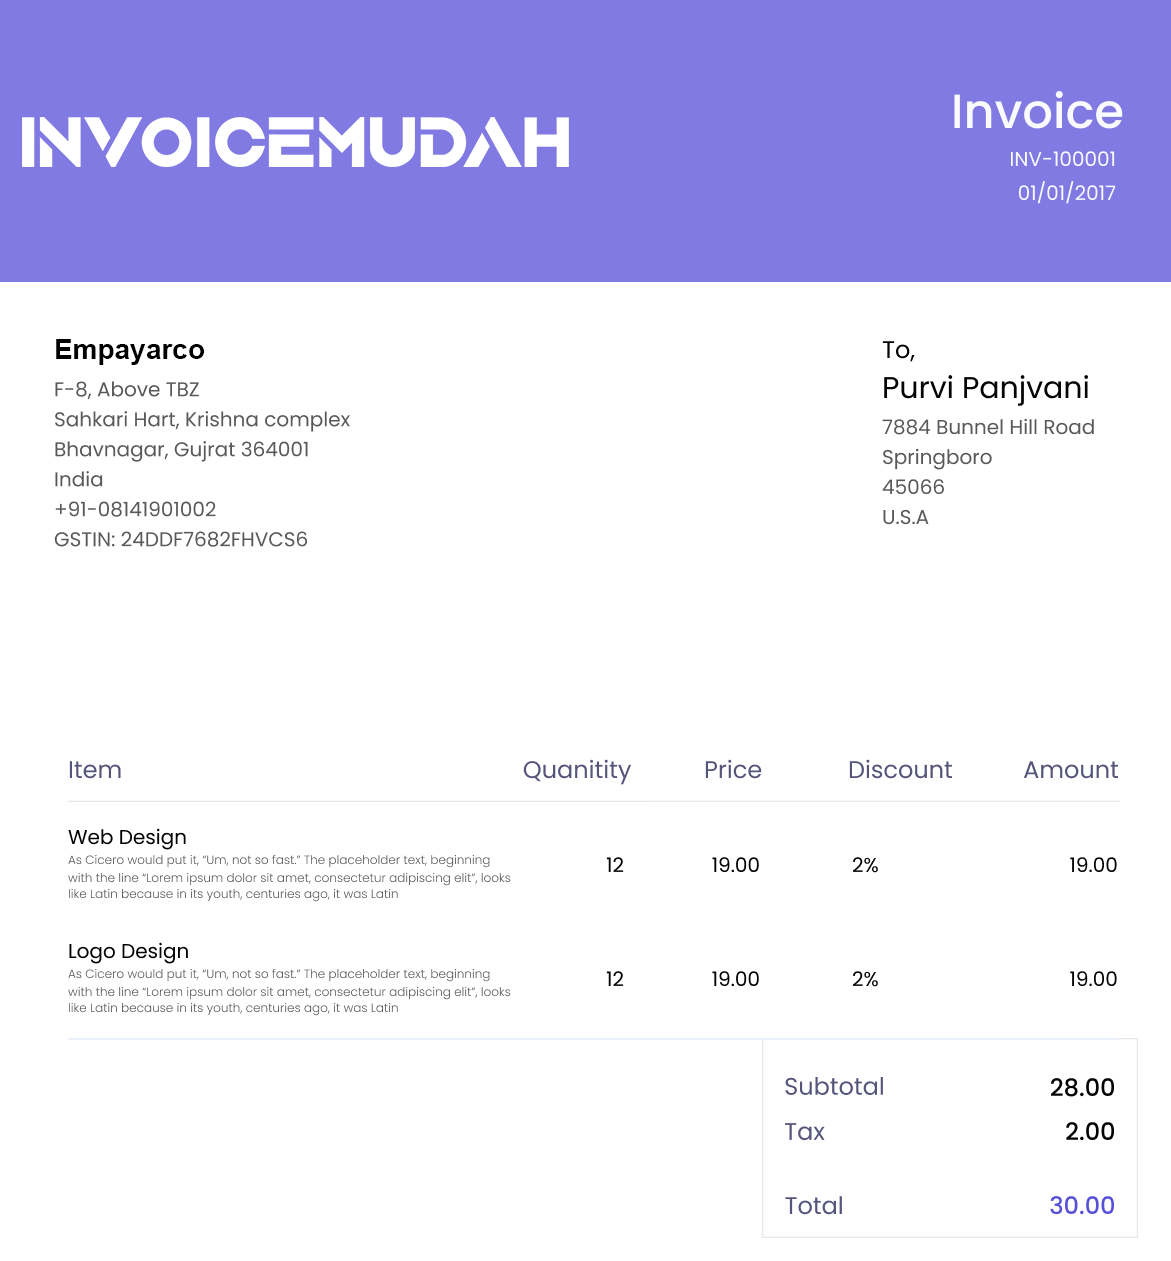 INVOICEMUDAH
Invoice
INV-100001
01/01/2017
Empayarco
F-8, Above TBZ
Sahkari Hart, Krishna complex
Bhavnagar, Gujrat 364001
India
+91-08141901002
GSTIN: 24DDF7682FHVCS6
To,
Purvi Panjvani
7884 Bunnel Hill Road
Springboro
45066
U.S.A
Item Quanitity Price Discount Amount
Web Design
As Cicero would put it, “Um, not so fast.” The placeholder text, beginning
with the line “Lorem ipsum dolor sit amet, consectetur adipiscing elit”, looks
like Latin because in its youth, centuries ago, it was Latin
12 19.00 2% 19.00
Logo Design
As Cicero would put it, “Um, not so fast.” The placeholder text, beginning
with the line “Lorem ipsum dolor sit amet, consectetur adipiscing elit”, looks
like Latin because in its youth, centuries ago, it was Latin
12 19.00 2% 19.00
Subtotal 28.00
Tax 2.00
Total 30.00